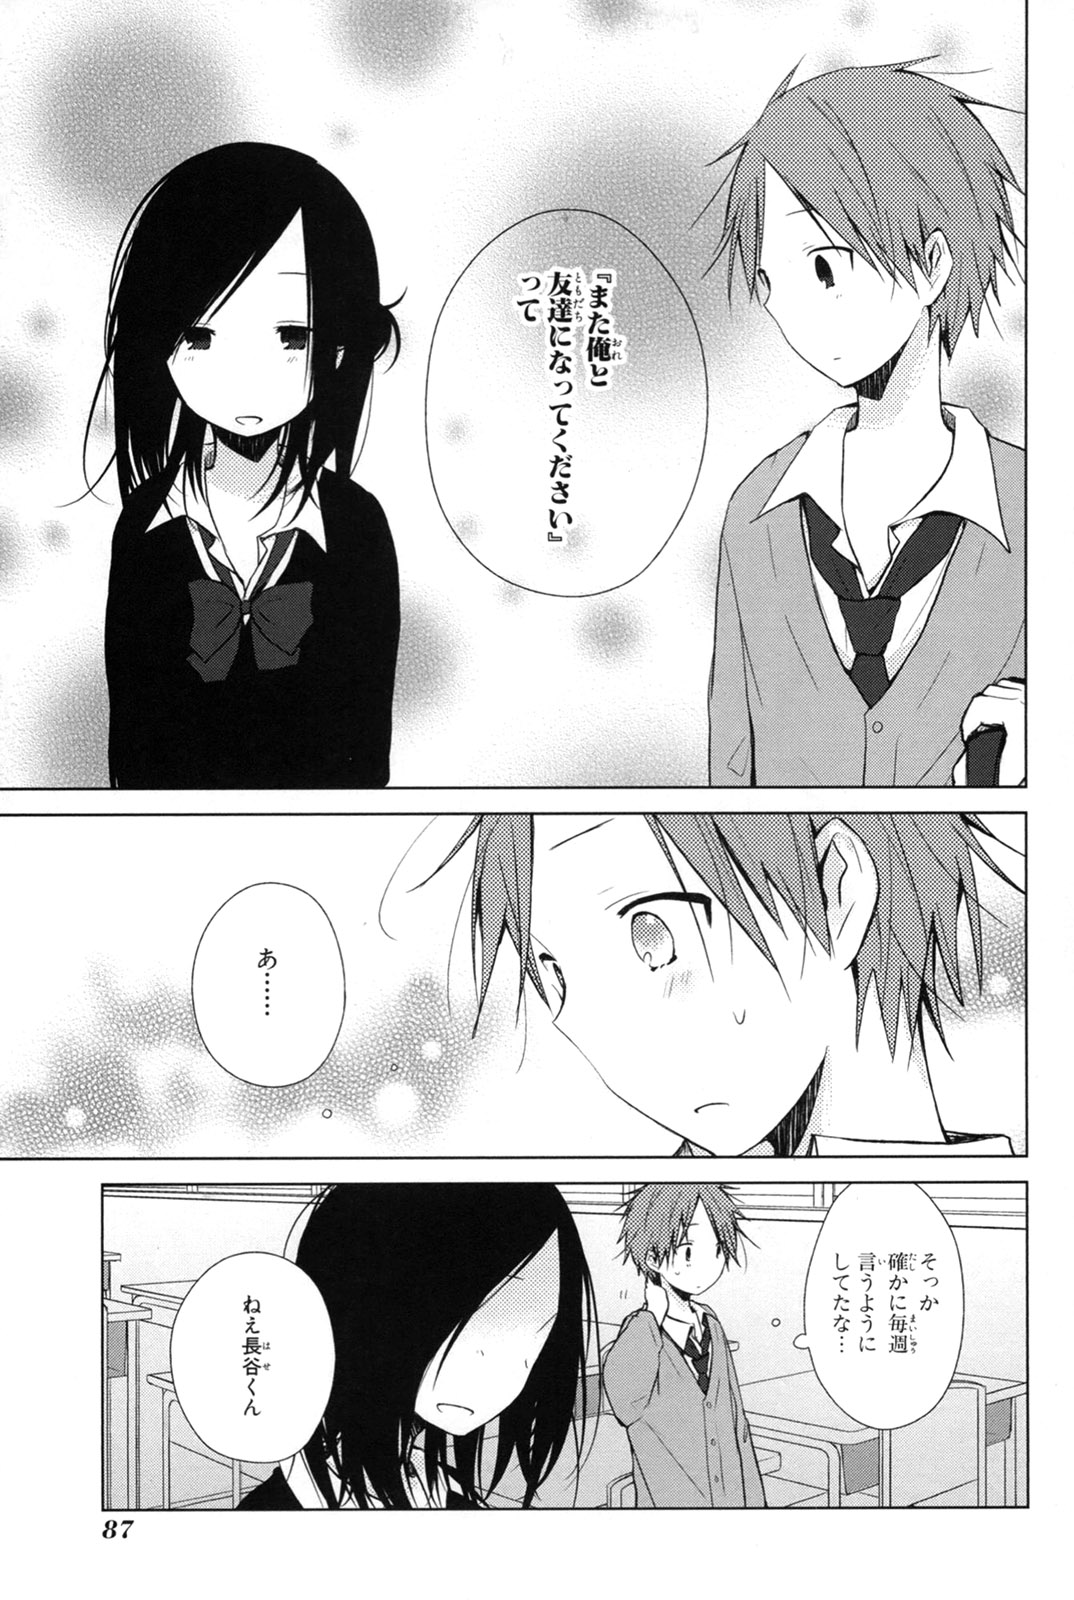 『また俺と
友達になってください』
って
あ……
そっか
確かに毎週
言うように
してたな…
ねえ長谷くん
87